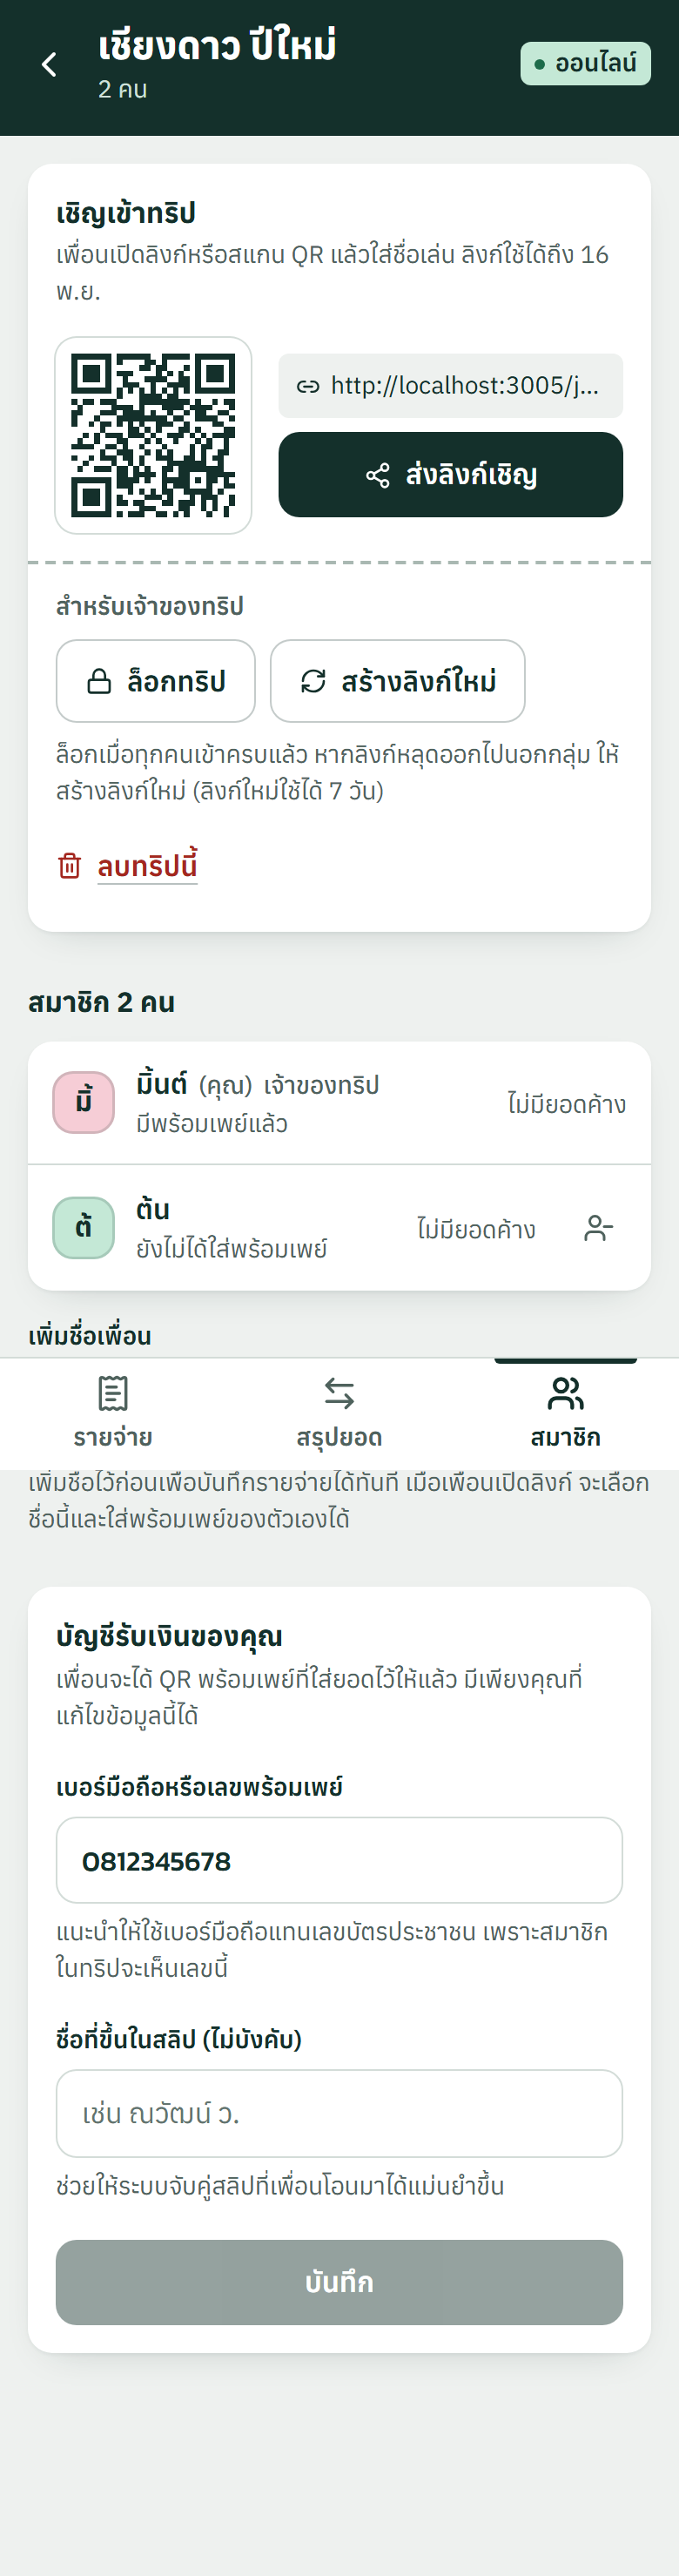 เชียงดาว ปีใหม่
2 คน
ออนไลน์
เชิญเข้าทริป
เพื่อนเปิดลิงก์หรือสแกน QR แล้วใส่ชื่อเล่น ลิงก์ใช้ได้ถึง 16
พ.ย.
http://localhost:3005/j...
ส่งลิงก์เชิญ
สำหรับเจ้าของทริป
ล็อกทริป
สร้างลิงก์ใหม่
ล็อกเมื่อทุกคนเข้าครบแล้ว หากลิงก์หลุดออกไปนอกกลุ่ม ให้
สร้างลิงก์ใหม่ (ลิงก์ใหม่ใช้ได้ 7 วัน)
ลบทริปนี้
สมาชิก 2 คน
มิ้
มิ้นต์ (คุณ) เจ้าของทริป
มีพร้อมเพย์แล้ว
ไม่มียอดค้าง
ต้
ต้น
ยังไม่ได้ใส่พร้อมเพย์
ไม่มียอดค้าง
เพิ่มชื่อเพื่อน
รายจ่าย
สรุปยอด
สมาชิก
เพิ่มชื่อไว้ก่อนเพื่อบันทึกรายจ่ายได้ทันที เมื่อเพื่อนเปิดลิงก์ จะเลือก
ชื่อนี้และใส่พร้อมเพย์ของตัวเองได้
บัญชีรับเงินของคุณ
เพื่อนจะได้ QR พร้อมเพย์ที่ใส่ยอดไว้ให้แล้ว มีเพียงคุณที่
แก้ไขข้อมูลนี้ได้
เบอร์มือถือหรือเลขพร้อมเพย์
0812345678
แนะนำให้ใช้เบอร์มือถือแทนเลขบัตรประชาชน เพราะสมาชิก
ในทริปจะเห็นเลขนี้
ชื่อที่ขึ้นในสลิป (ไม่บังคับ)
เช่น ณวัฒน์ ว.
ช่วยให้ระบบจับคู่สลิปที่เพื่อนโอนมาได้แม่นยำขึ้น
บันทึก